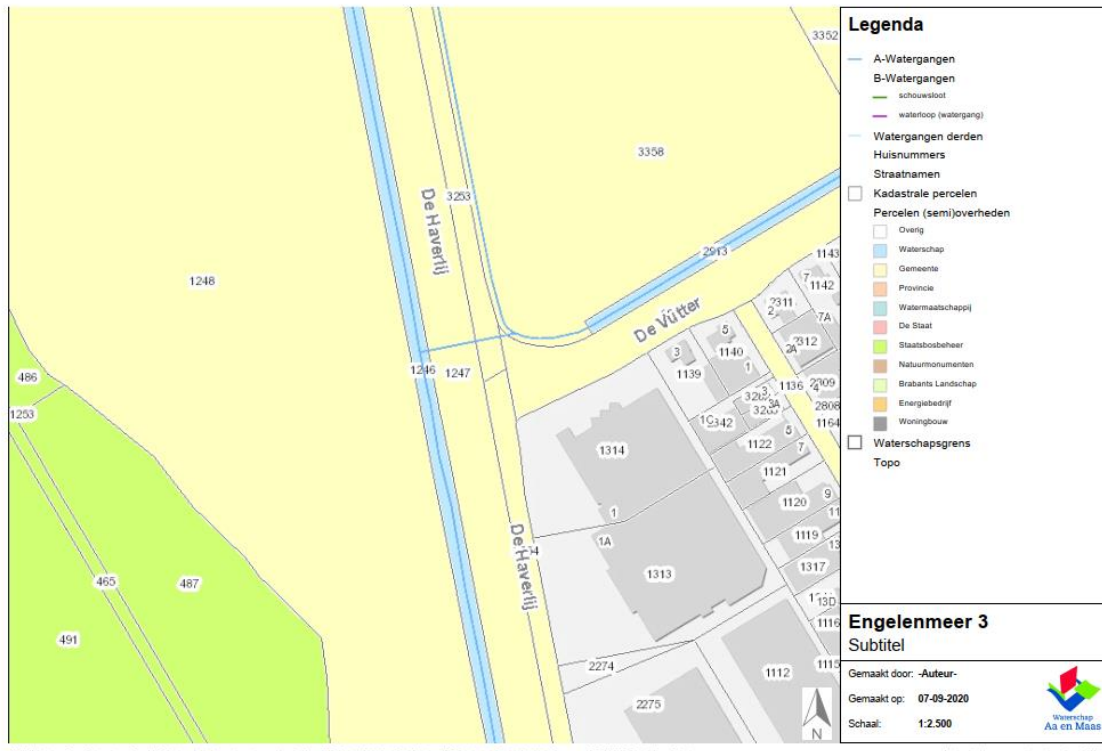 3352
3358
De Havertij
3253
1248
2913
1143
7
1142
2311
2
De Vutter
7A
5
2312
2A
3
1140
1246
1247
486
1139
1
1136
2309
4
3
3A
1253
2808
1C
2342
1164
5
1122
1314
7
1121
9
1120
1
De Havertij
1A
1119
13
1313
1317
465
487
13D
1116
491
2274
1112
1115
2275
N
Legenda
A-Watergangen
B-Watergangen
schouwsloot
waterloop (watergang)
Watergangen derden
Huisnummers
Straatnamen
Kadastrale percelen
Percelen (semi)overheden
Overig
Waterschap
Gemeente
Provincie
Watermaatschappij
De Staat
Staatsbosbeheer
Natuurmonumenten
Brabants Landschap
Energiebedrijf
Woningbouw
Waterschapsgrens
Topo
Engelenmeer 3
Subtitel
Gemaakt door: -Auteur-
Gemaakt op: 07-09-2020
Schaal: 1:2.500
Waterschap
Aa en Maas